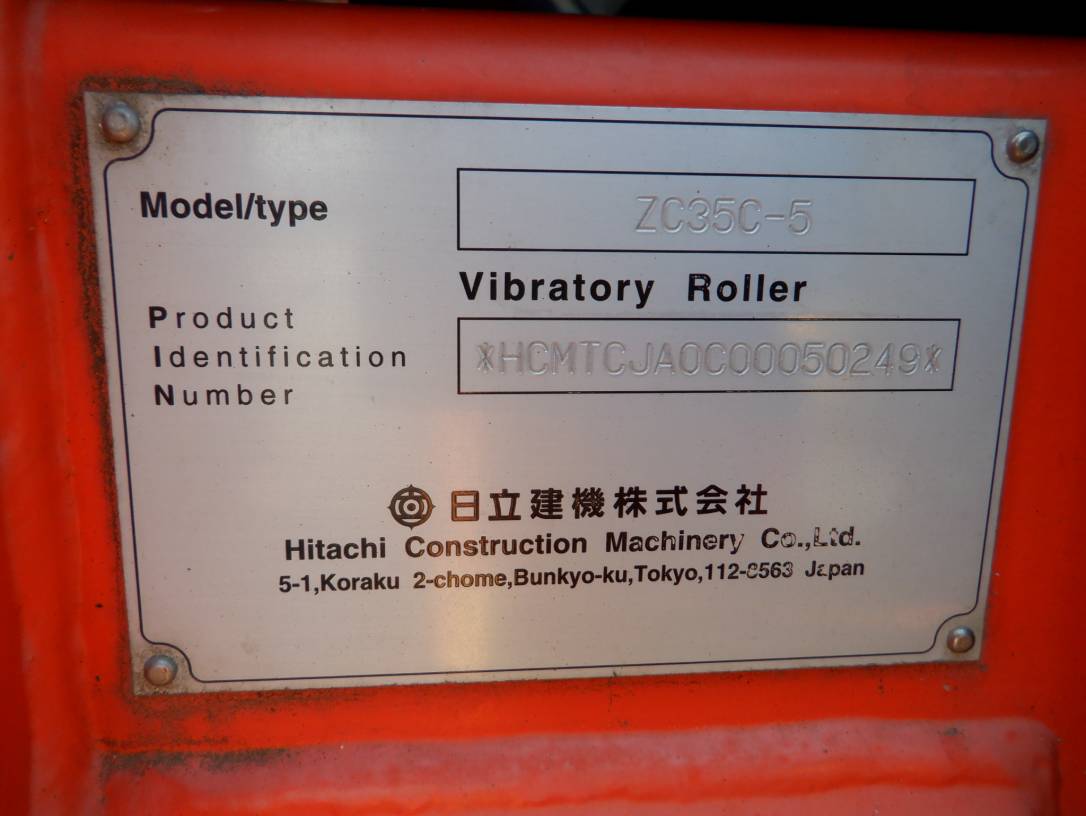 Model/type
ZC35C-5
Vibratory Roller
Product
Identification
Number
*HCMTCJA0C00050249*
日立建機株式会社
Hitachi Construction Machinery Co.,Ltd.
5-1,Koraku 2-chome,Bunkyo-ku,Tokyo,112-8563 Japan